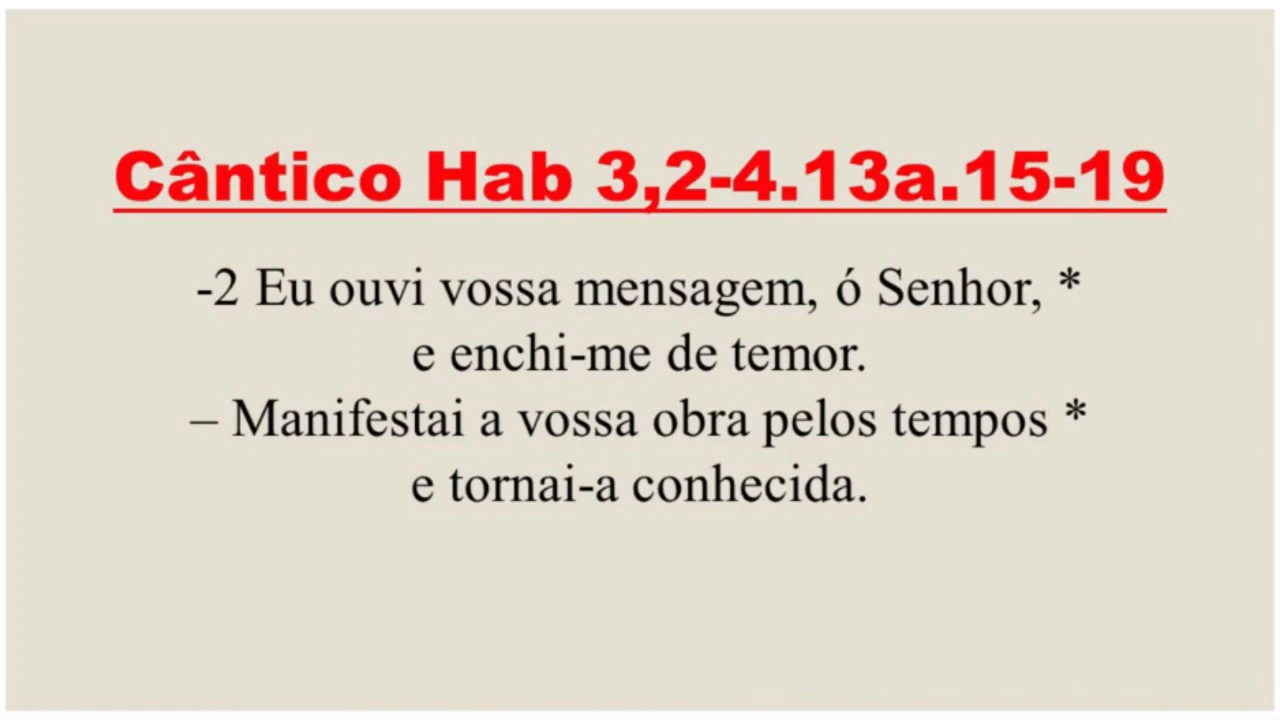 Cântico Hab 3,2-4.13a.15-19
-2 Eu ouvi vossa mensagem, ó Senhor, *
e enchi-me de temor.
– Manifestai a vossa obra pelos tempos *
e tornai-a conhecida.